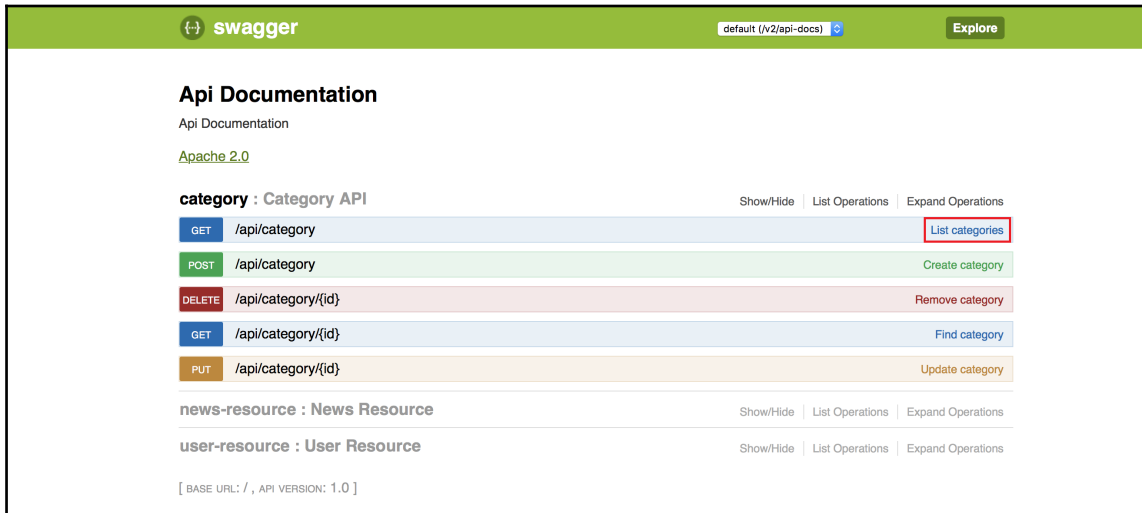 {···} swagger default (/v2/api-docs) Explore
Api Documentation
Api Documentation
Apache 2.0
category : Category API Show/Hide List Operations Expand Operations
GET /api/category List categories
POST /api/category Create category
DELETE /api/category/{id} Remove category
GET /api/category/{id} Find category
PUT /api/category/{id} Update category
news-resource : News Resource Show/Hide List Operations Expand Operations
user-resource : User Resource Show/Hide List Operations Expand Operations
[ BASE URL: / , API VERSION: 1.0 ]